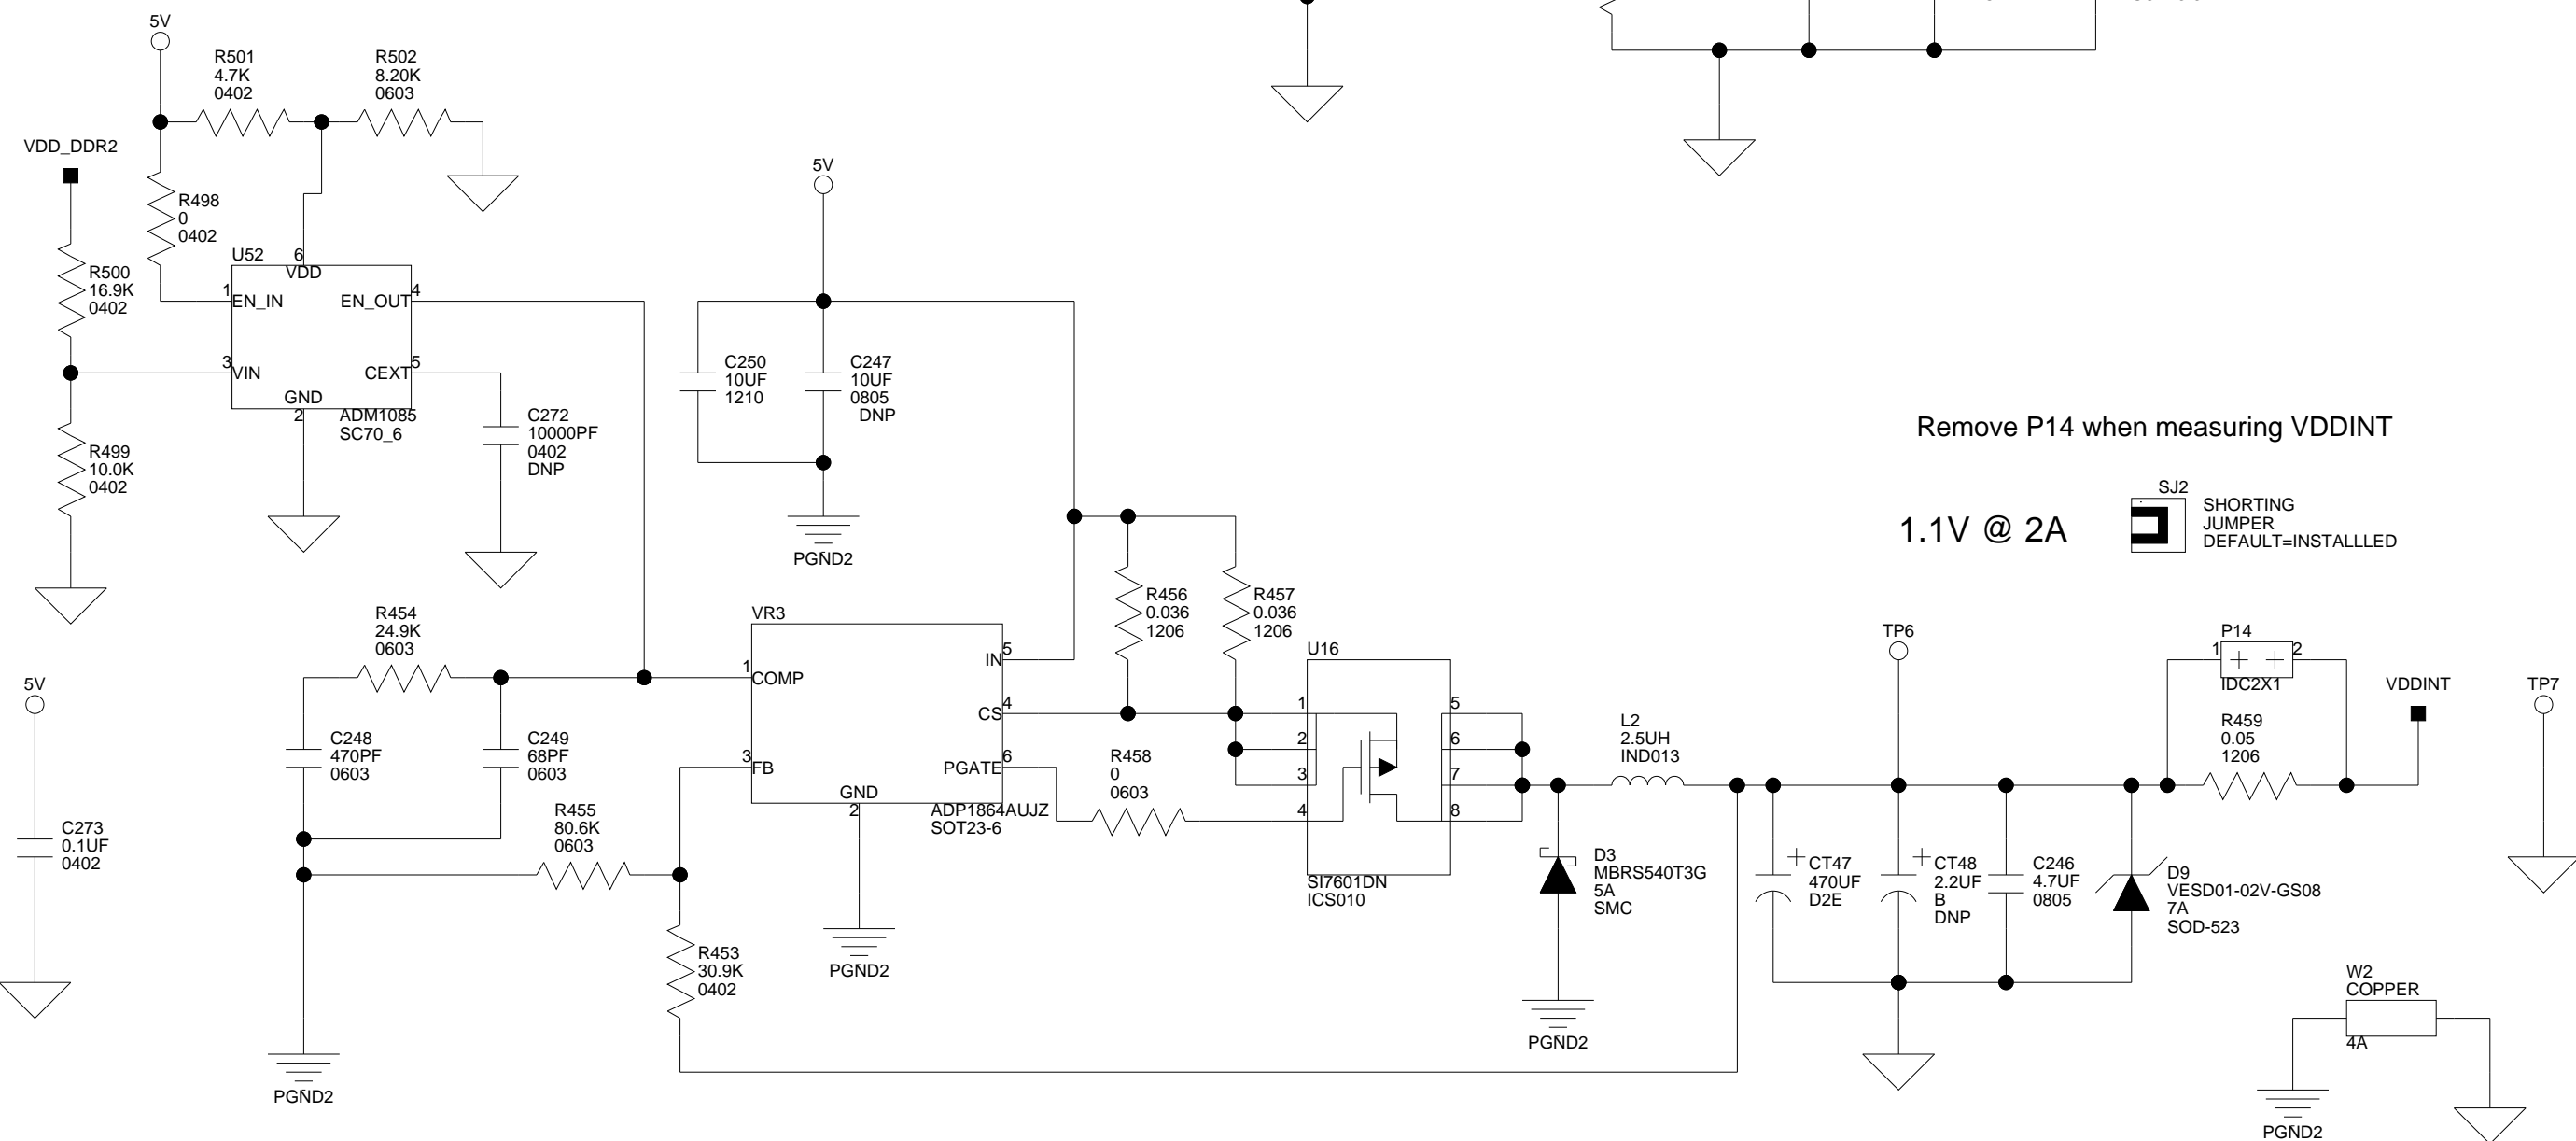 5V
R501
4.7K
0402
R502
8.20K
0603
VDD_DDR2
R498
0
0402
R500
16.9K
0402
R499
10.0K
0402
U52
6
VDD
1
EN_IN
EN_OUT
4
3
VIN
CEXT
5
GND
2
ADM1085
SC70_6
C272
10000PF
0402
DNP
5V
C250
10UF
1210
C247
10UF
0805
DNP
PGND2
Remove P14 when measuring VDDINT
1.1V @ 2A
SJ2
SHORTING
JUMPER
DEFAULT=INSTALLLED
R454
24.9K
0603
5V
C273
0.1UF
0402
C248
470PF
0603
C249
68PF
0603
R455
80.6K
0603
PGND2
VR3
1
COMP
3
FB
IN
5
CS
4
PGATE
6
GND
2
ADP1864AUJZ
SOT23-6
PGND2
R453
30.9K
0402
R456
0.036
1206
R457
0.036
1206
R458
0
0603
U16
1
2
3
4
5
6
7
8
SI7601DN
ICS010
D3
MBRS540T3G
5A
SMC
PGND2
L2
2.5UH
IND013
TP6
CT47
470UF
D2E
CT48
2.2UF
B
DNP
C246
4.7UF
0805
D9
VESD01-02V-GS08
7A
SOD-523
P14
1
2
IDC2X1
R459
0.05
1206
VDDINT
TP7
W2
COPPER
4A
PGND2